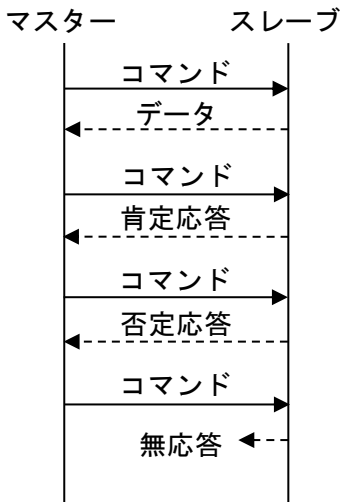 マスター スレーブ
コマンド
データ
コマンド
肯定応答
コマンド
否定応答
コマンド
無応答